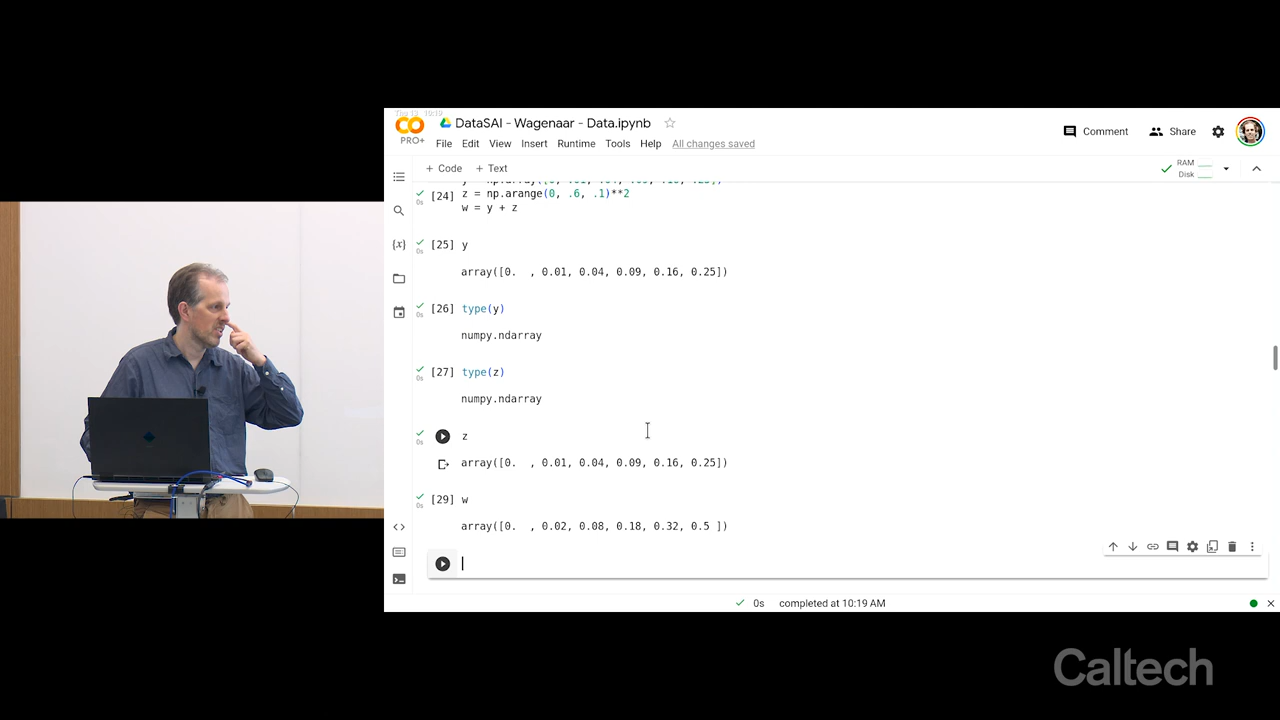 Thu 12 10:19
DataSAI - Wagenaar - Data.ipynb
PRO+
File Edit View Insert Runtime Tools Help All changes saved
Comment Share
+ Code + Text
RAM
Disk
[24] z = np.arange(0, .6, .1)**2
w = y + z
[25] y
array([0. , 0.01, 0.04, 0.09, 0.16, 0.25])
[26] type(y)
numpy.ndarray
[27] type(z)
numpy.ndarray
z
array([0. , 0.01, 0.04, 0.09, 0.16, 0.25])
[29] w
array([0. , 0.02, 0.08, 0.18, 0.32, 0.5 ])
0s completed at 10:19 AM
Caltech